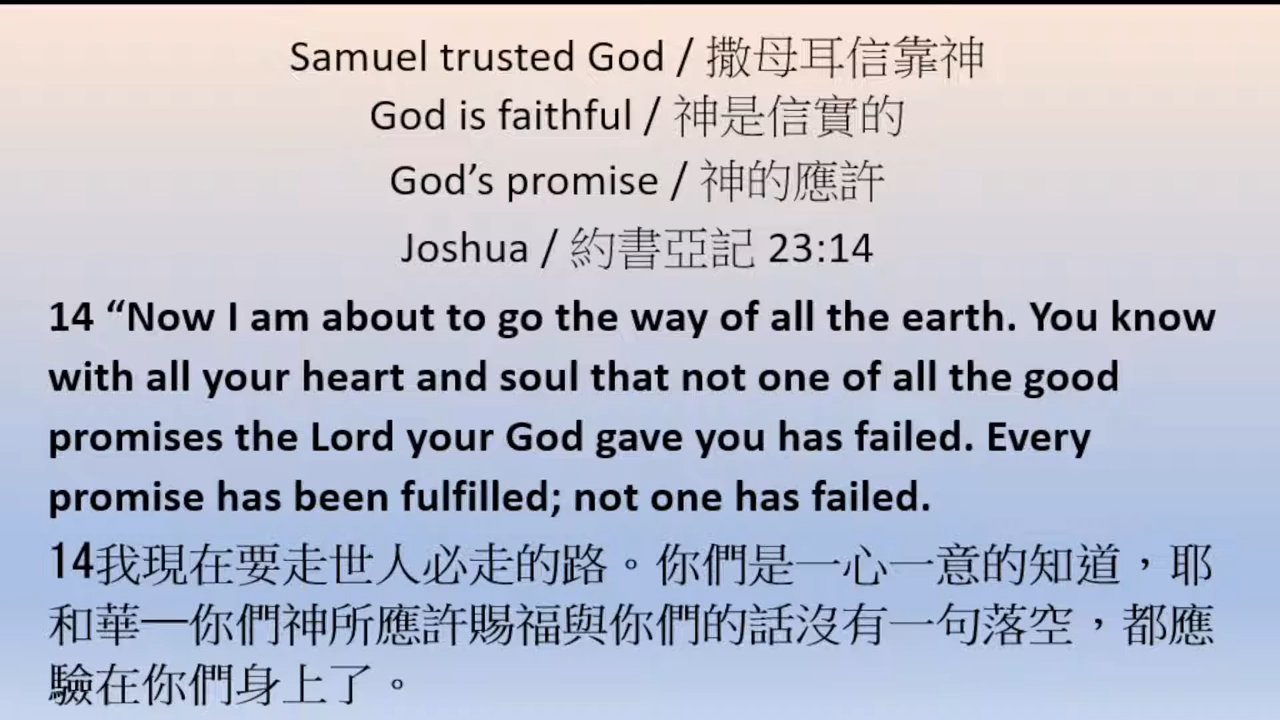 Samuel trusted God / 撒母耳信靠神
God is faithful / 神是信實的
God’s promise / 神的應許
Joshua / 約書亞記 23:14
14 “Now I am about to go the way of all the earth. You know
with all your heart and soul that not one of all the good
promises the Lord your God gave you has failed. Every
promise has been fulfilled; not one has failed.
14我現在要走世人必走的路。你們是一心一意的知道，耶
和華—你們神所應許賜福與你們的話沒有一句落空，都應
驗在你們身上了。